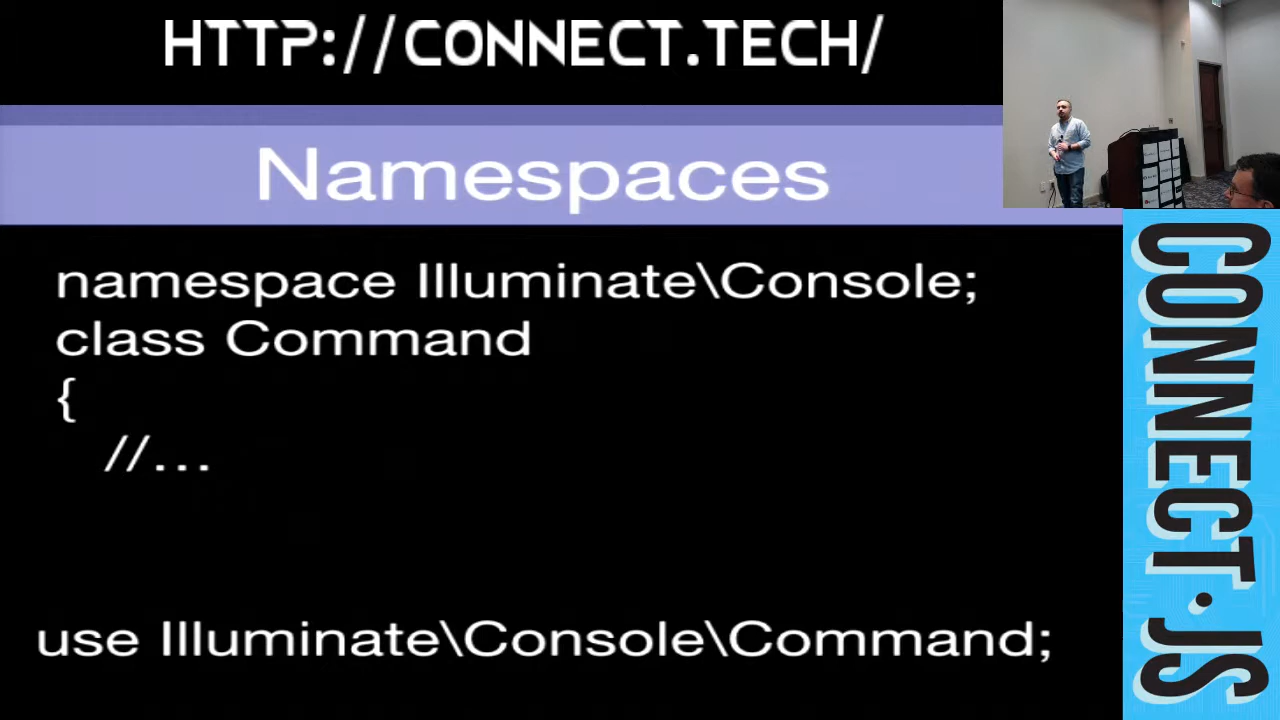 HTTP://CONNECT.TECH/
Namespaces
namespace Illuminate\Console;
class Command
{
//...
use Illuminate\Console\Command;
CONNECT.JS